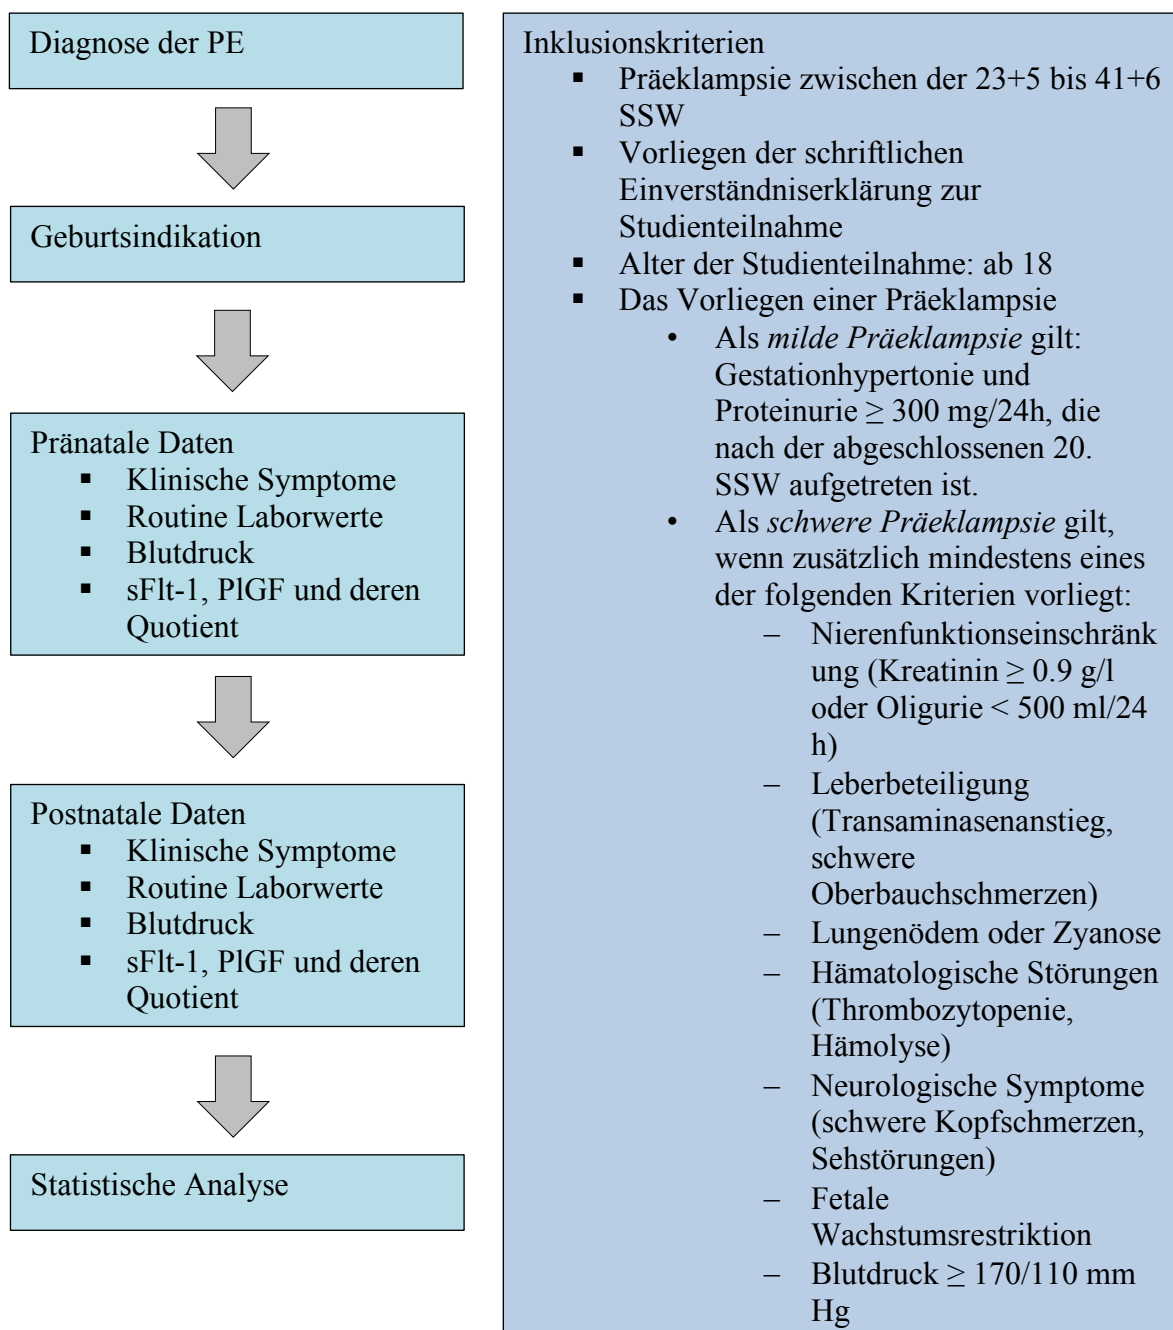 Diagnose der PE
Geburtsindikation
Pränatale Daten
▪ Klinische Symptome
▪ Routine Laborwerte
▪ Blutdruck
▪ sFlt-1, PlGF und deren
Quotient
Postnatale Daten
▪ Klinische Symptome
▪ Routine Laborwerte
▪ Blutdruck
▪ sFlt-1, PlGF und deren
Quotient
Statistische Analyse
Inklusionskriterien
▪ Präeklampsie zwischen der 23+5 bis 41+6
SSW
▪ Vorliegen der schriftlichen
Einverständniserklärung zur
Studienteilnahme
▪ Alter der Studienteilnahme: ab 18
▪ Das Vorliegen einer Präeklampsie
• Als milde Präeklampsie gilt:
Gestationhypertonie und
Proteinurie ≥ 300 mg/24h, die
nach der abgeschlossenen 20.
SSW aufgetreten ist.
• Als schwere Präeklampsie gilt,
wenn zusätzlich mindestens eines
der folgenden Kriterien vorliegt:
– Nierenfunktionseinschränk
ung (Kreatinin ≥ 0.9 g/l
oder Oligurie < 500 ml/24
h)
– Leberbeteiligung
(Transaminasenanstieg,
schwere
Oberbauchschmerzen)
– Lungenödem oder Zyanose
– Hämatologische Störungen
(Thrombozytopenie,
Hämolyse)
– Neurologische Symptome
(schwere Kopfschmerzen,
Sehstörungen)
– Fetale
Wachstumsrestriktion
– Blutdruck ≥ 170/110 mm
Hg